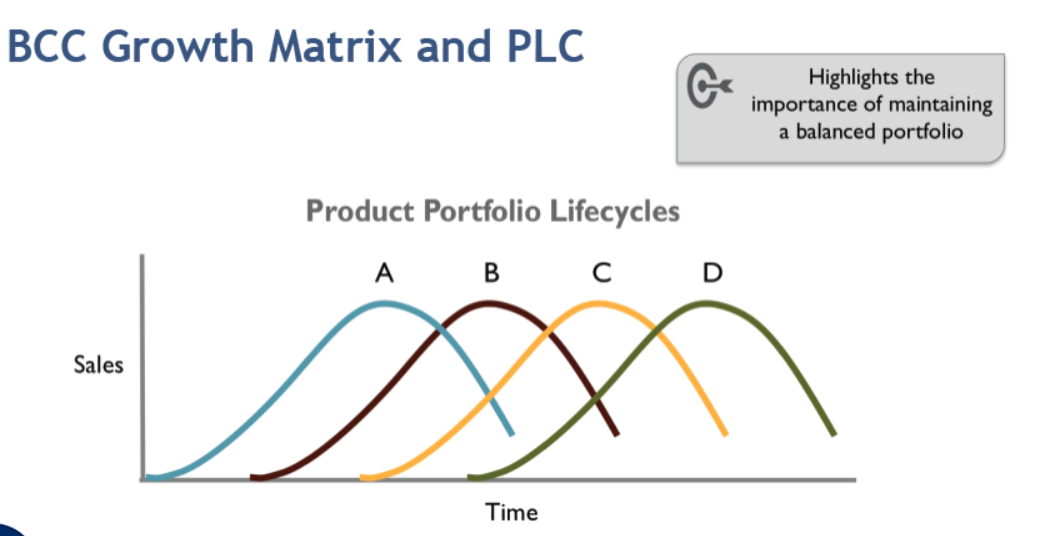 BCC Growth Matrix and PLC
Highlights the
importance of maintaining
a balanced portfolio
Product Portfolio Lifecycles
A B C D
Sales
Time